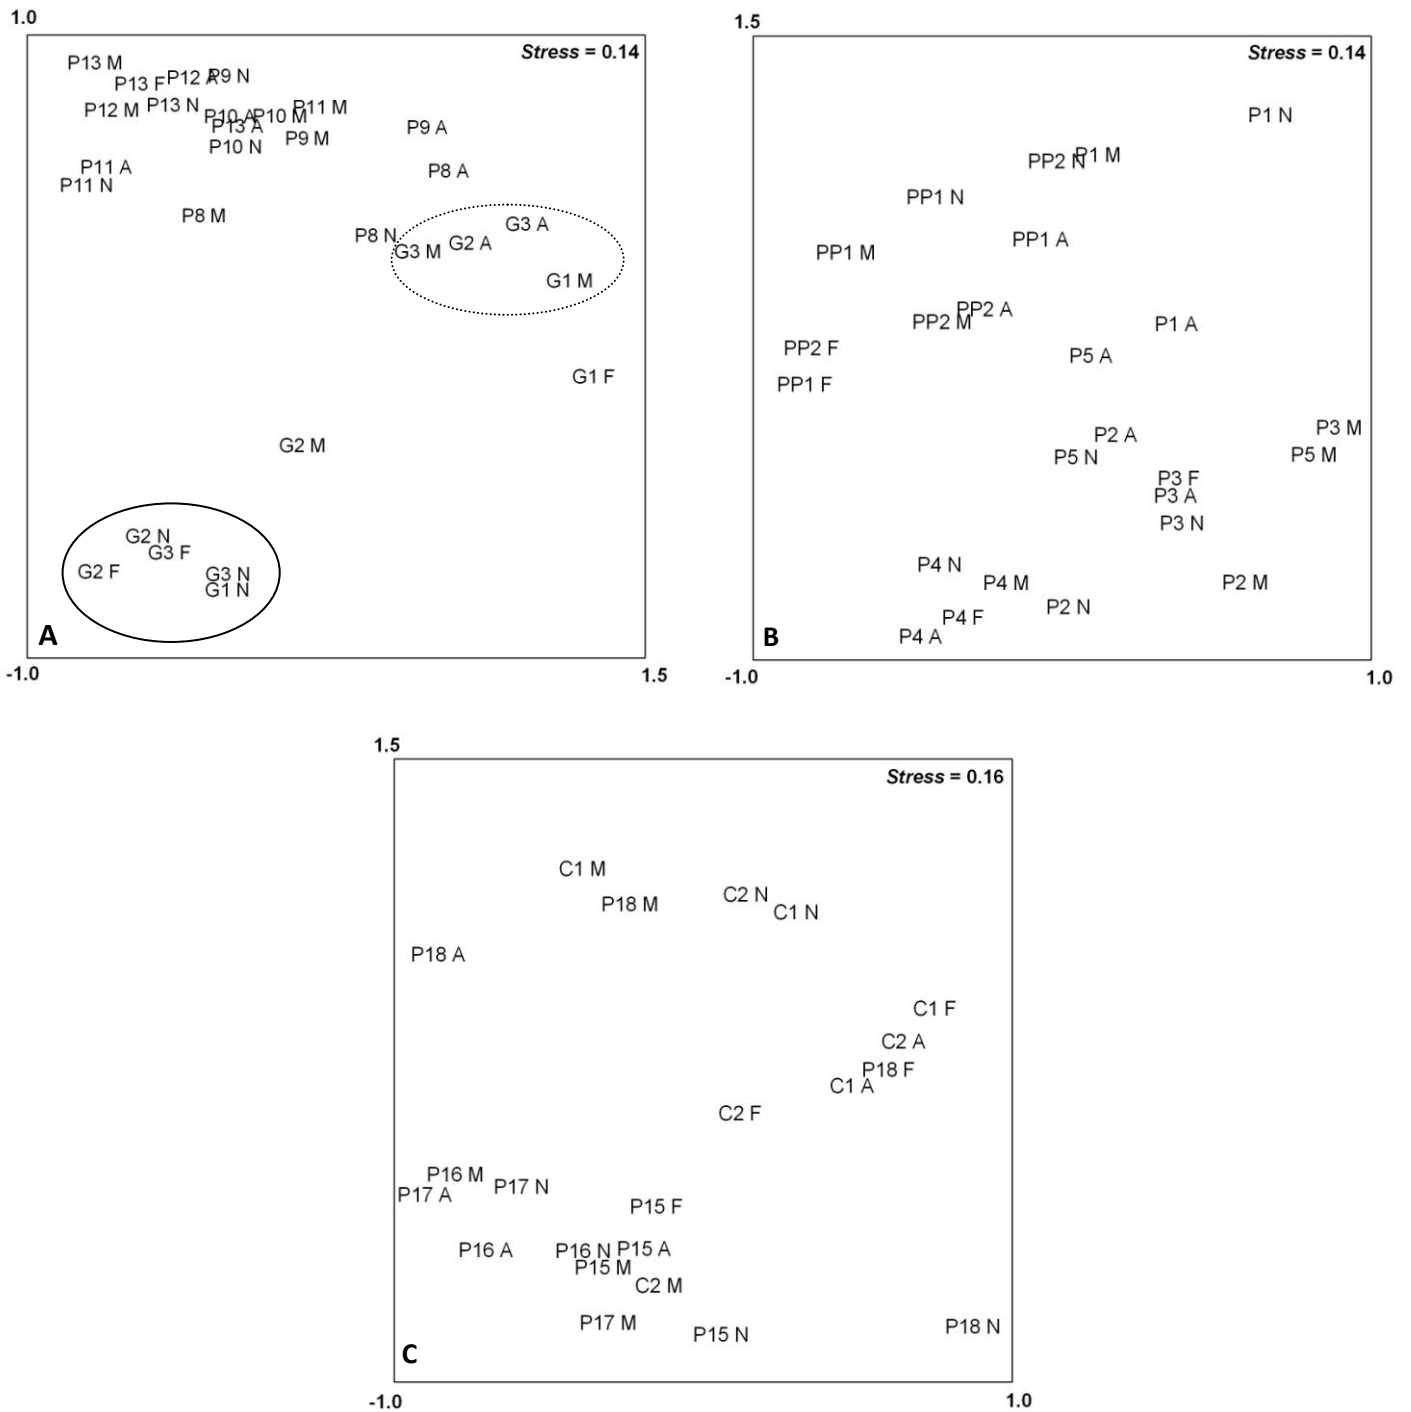 1.0
Stress = 0.14
P13 M
P13 F
P12 A
P9 N
P12 M
P13 N
P10 A
P10 M
P11 M
P13 A
P9 M
P10 N
P9 A
P11 A
P11 N
P8 A
P8 M
P8 N
G3 A
G2 A
G3 M
G1 M
G1 F
G2 M
G2 N
G3 F
G2 F
G3 N
G1 N
A
-1.0
1.5
1.5
Stress = 0.14
P1 N
P1 M
PP2 N
PP1 N
PP1 A
PP1 M
PP2 A
PP2 M
P1 A
PP2 F
P5 A
PP1 F
P3 M
P2 A
P5 M
P5 N
P3 F
P3 A
P3 N
P4 N
P4 M
P2 M
P2 N
P4 F
P4 A
B
-1.0
1.0
1.5
Stress = 0.16
C1 M
P18 M
C2 N
C1 N
P18 A
C1 F
C2 A
P18 F
C1 A
C2 F
P16 M
P17 A
P17 N
P15 F
P16 A
P16 N
P15 A
P15 M
C2 M
P17 M
P15 N
P18 N
C
-1.0
1.0